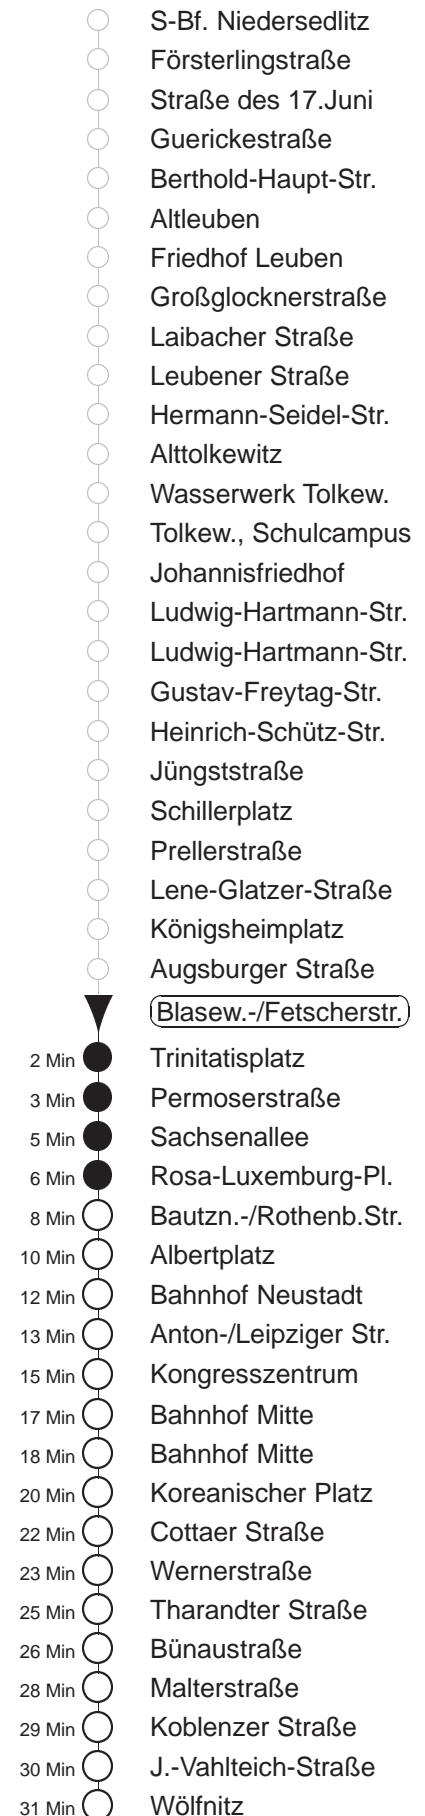 S-Bf. Niedersedlitz
Försterlingstraße
Straße des 17.Juni
Guerickestraße
Berthold-Haupt-Str.
Altleuben
Friedhof Leuben
Großglocknerstraße
Laibacher Straße
Leubener Straße
Hermann-Seidel-Str.
Alttolkewitz
Wasserwerk Tolkew.
Tolkew., Schulcampus
Johannisfriedhof
Ludwig-Hartmann-Str.
Ludwig-Hartmann-Str.
Gustav-Freytag-Str.
Heinrich-Schütz-Str.
Jüngststraße
Schillerplatz
Prellerstraße
Lene-Glatzer-Straße
Königsheimplatz
Augsburger Straße
Blasew.-/Fetscherstr.
2 Min Trinitatisplatz
3 Min Permoserstraße
5 Min Sachsenallee
6 Min Rosa-Luxemburg-Pl.
8 Min Bautzn.-/Rothenb.Str.
10 Min Albertplatz
12 Min Bahnhof Neustadt
13 Min Anton-/Leipziger Str.
15 Min Kongresszentrum
17 Min Bahnhof Mitte
18 Min Bahnhof Mitte
20 Min Koreanischer Platz
22 Min Cottaer Straße
23 Min Wernerstraße
25 Min Tharandter Straße
26 Min Bünaustraße
28 Min Malterstraße
29 Min Koblenzer Straße
30 Min J.-Vahlteich-Straße
31 Min Wölfnitz